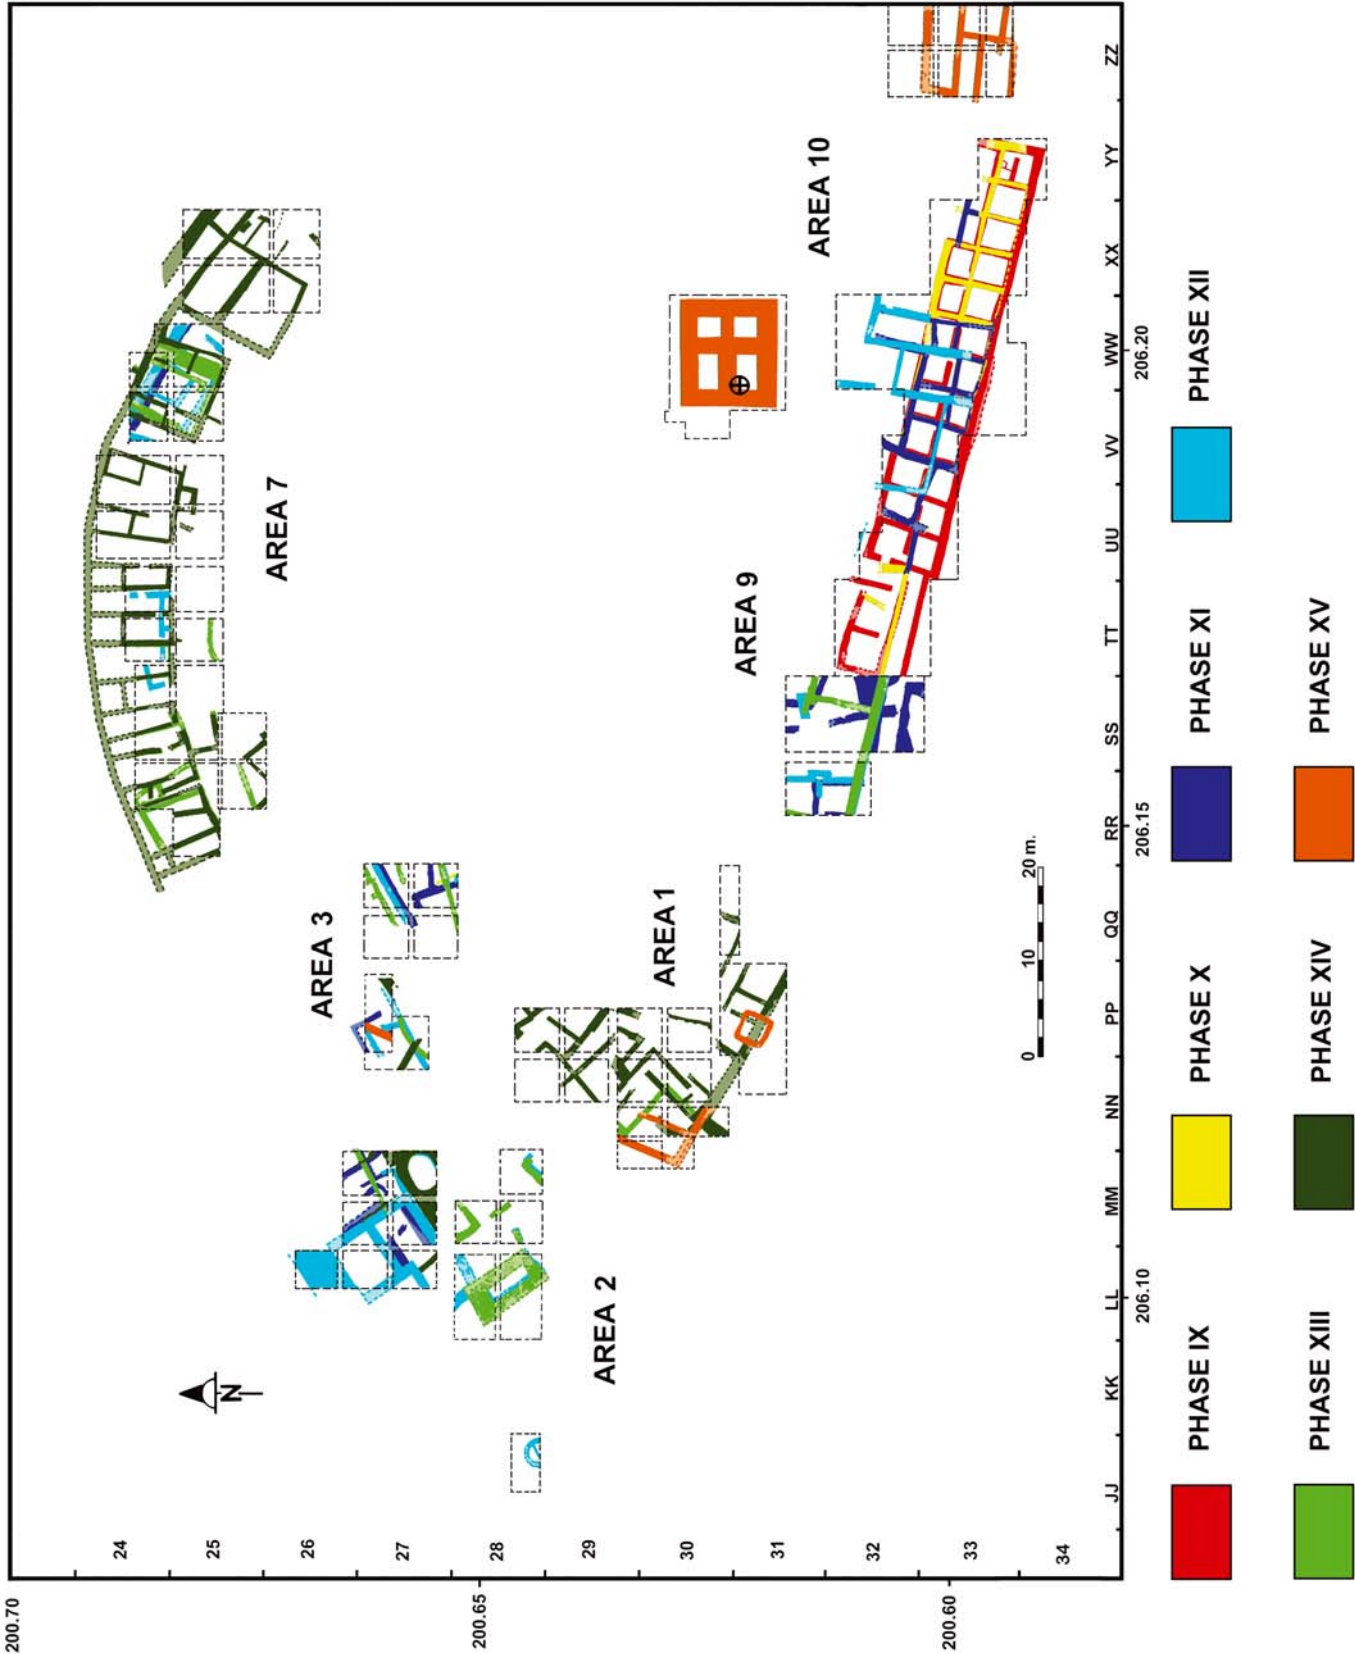 200.70
24
25
26
27
28
200.65
29
30
31
32
33
200.60
34
JJ
KK
LL
MM
NN
PP
QQ
RR
SS
TT
UU
VV
WW
XX
YY
ZZ
206.10
206.15
206.20
N
AREA 7
AREA 3
AREA 2
AREA 1
AREA 9
AREA 10
0 10 20 m.
PHASE IX
PHASE X
PHASE XI
PHASE XII
PHASE XIII
PHASE XIV
PHASE XV